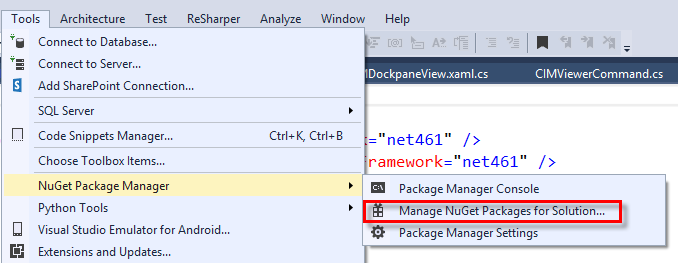 Tools Architecture Test ReSharper Analyze Window Help
Connect to Database...
Connect to Server...
Add SharePoint Connection...
SQL Server
Code Snippets Manager... Ctrl+K, Ctrl+B
Choose Toolbox Items...
NuGet Package Manager
Python Tools
Visual Studio Emulator for Android...
Extensions and Updates...
MDockpaneView.xaml.cs CIMViewerCommand.cs
="net461" />
ramework="net461" />
C:\ Package Manager Console
Manage NuGet Packages for Solution...
Package Manager Settings